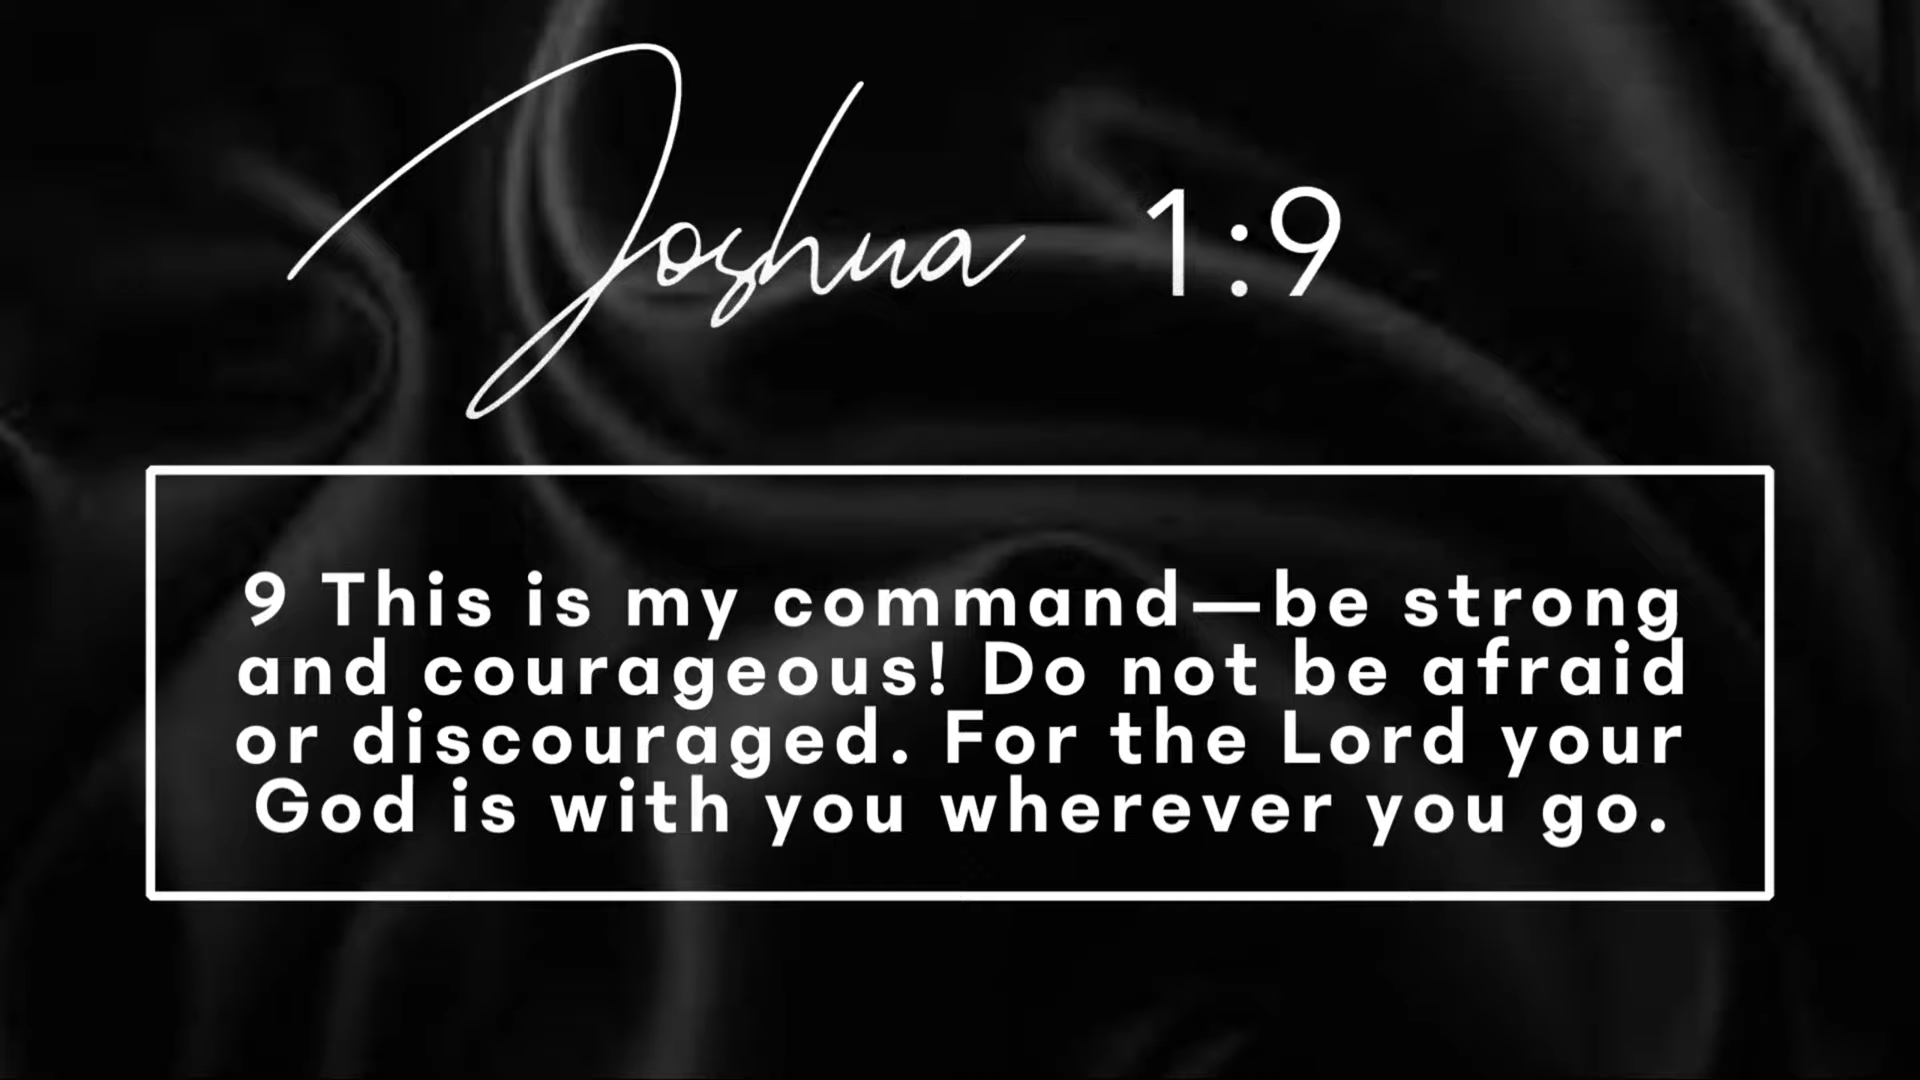 Joshua 1:9
9 This is my command—be strong
and courageous! Do not be afraid
or discouraged. For the Lord your
God is with you wherever you go.